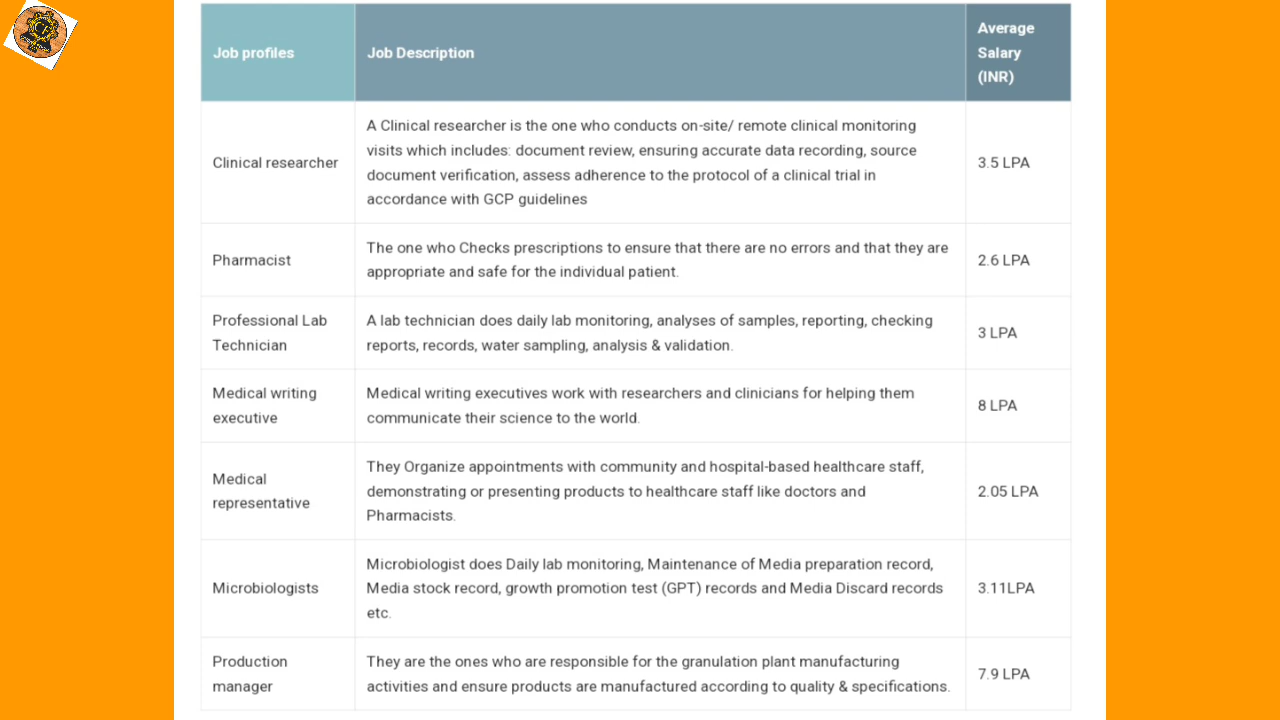 Job profiles
Job Description
Average
Salary
(INR)
Clinical researcher
A Clinical researcher is the one who conducts on-site/ remote clinical monitoring
visits which includes: document review, ensuring accurate data recording, source
document verification, assess adherence to the protocol of a clinical trial in
accordance with GCP guidelines
3.5 LPA
Pharmacist
The one who Checks prescriptions to ensure that there are no errors and that they are
appropriate and safe for the individual patient.
2.6 LPA
Professional Lab
Technician
A lab technician does daily lab monitoring, analyses of samples, reporting, checking
reports, records, water sampling, analysis & validation.
3 LPA
Medical writing
executive
Medical writing executives work with researchers and clinicians for helping them
communicate their science to the world.
8 LPA
Medical
representative
They Organize appointments with community and hospital-based healthcare staff,
demonstrating or presenting products to healthcare staff like doctors and
Pharmacists.
2.05 LPA
Microbiologists
Microbiologist does Daily lab monitoring, Maintenance of Media preparation record,
Media stock record, growth promotion test (GPT) records and Media Discard records
etc.
3.11LPA
Production
manager
They are the ones who are responsible for the granulation plant manufacturing
activities and ensure products are manufactured according to quality & specifications.
7.9 LPA